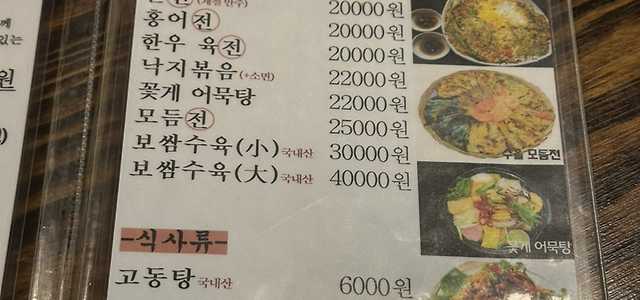 께
있는
원
(계절 안주) 20000원
홍어전 20000원
한우 육전 20000원
낙지볶음(+소면) 22000원
꽃게 어묵탕 22000원
모듬전 25000원
보쌈수육(小)국내산 30000원
보쌈수육(大)국내산 40000원
모듬전
꽃게 어묵탕
-식사류-
고동탕국내산 6000원